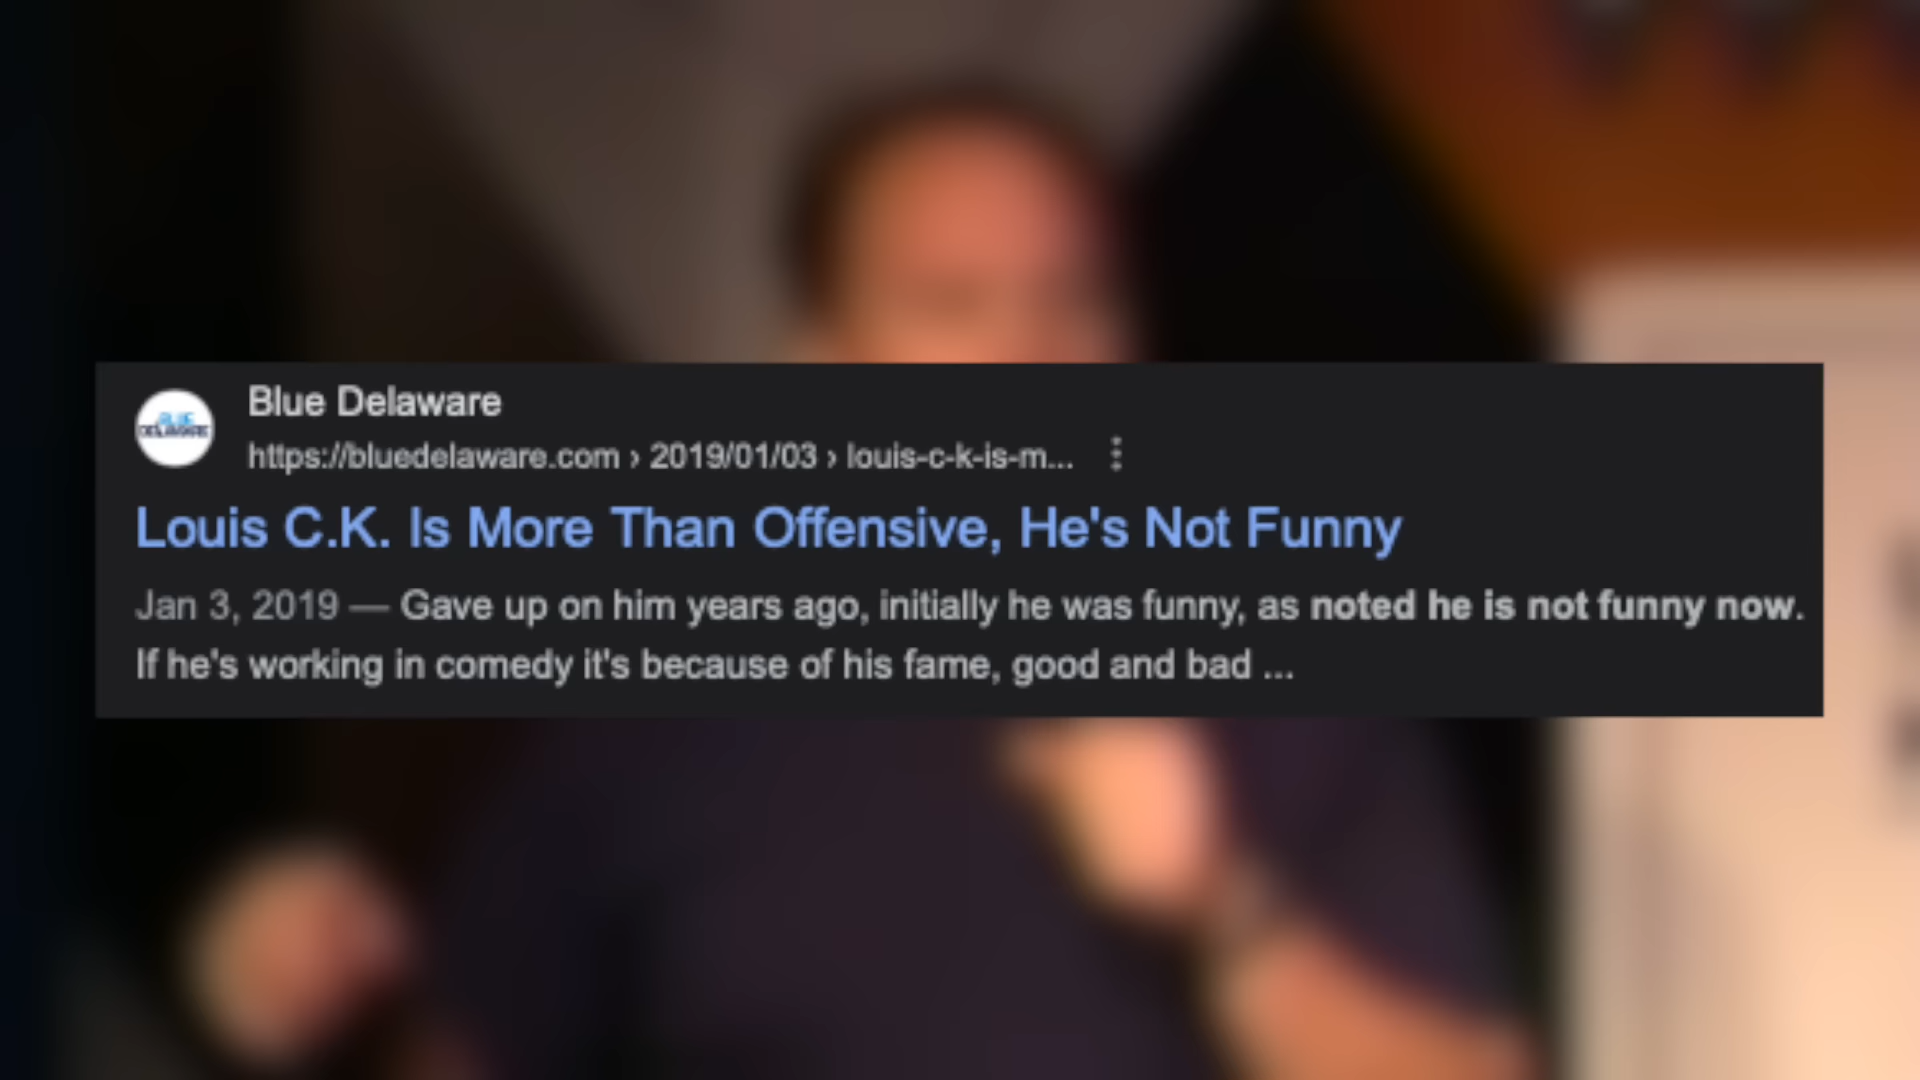 Blue Delaware
https://bluedelaware.com › 2019/01/03 › louis-c-k-is-m...
Louis C.K. Is More Than Offensive, He's Not Funny
Jan 3, 2019 — Gave up on him years ago, initially he was funny, as noted he is not funny now.
If he's working in comedy it's because of his fame, good and bad ...